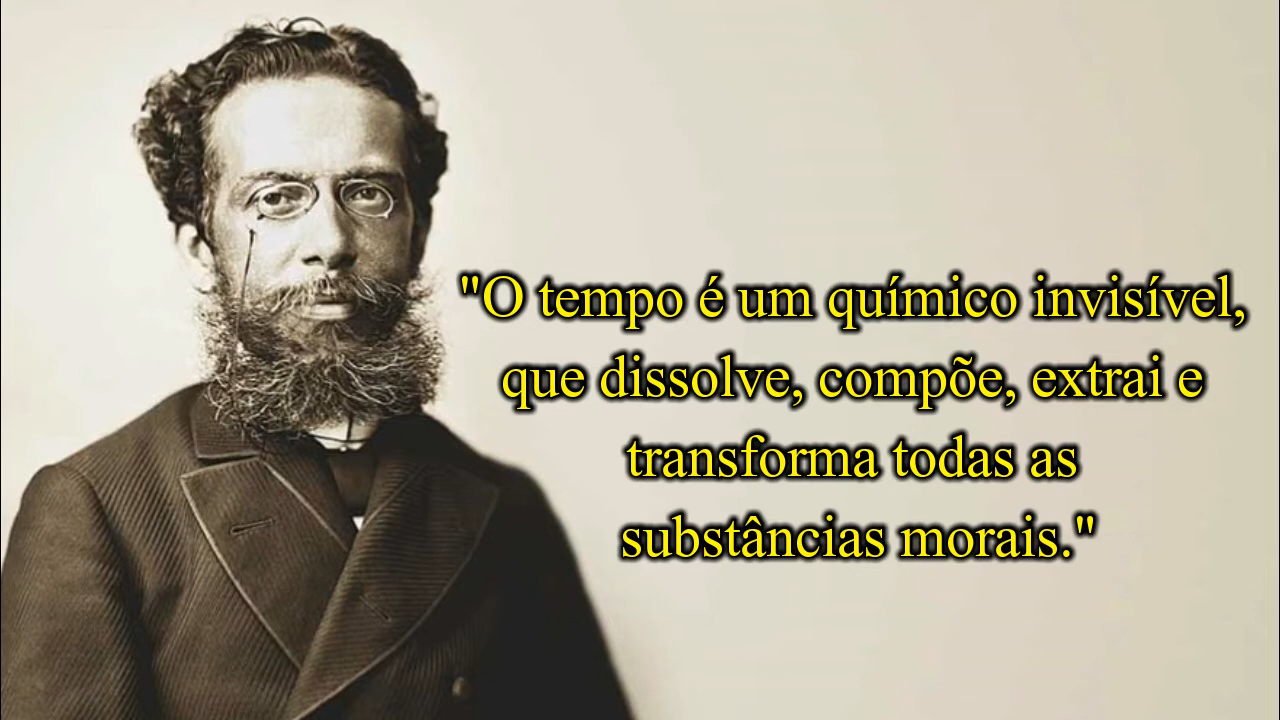 "O tempo é um químico invisível,
que dissolve, compõe, extrai e
transforma todas as
substâncias morais."